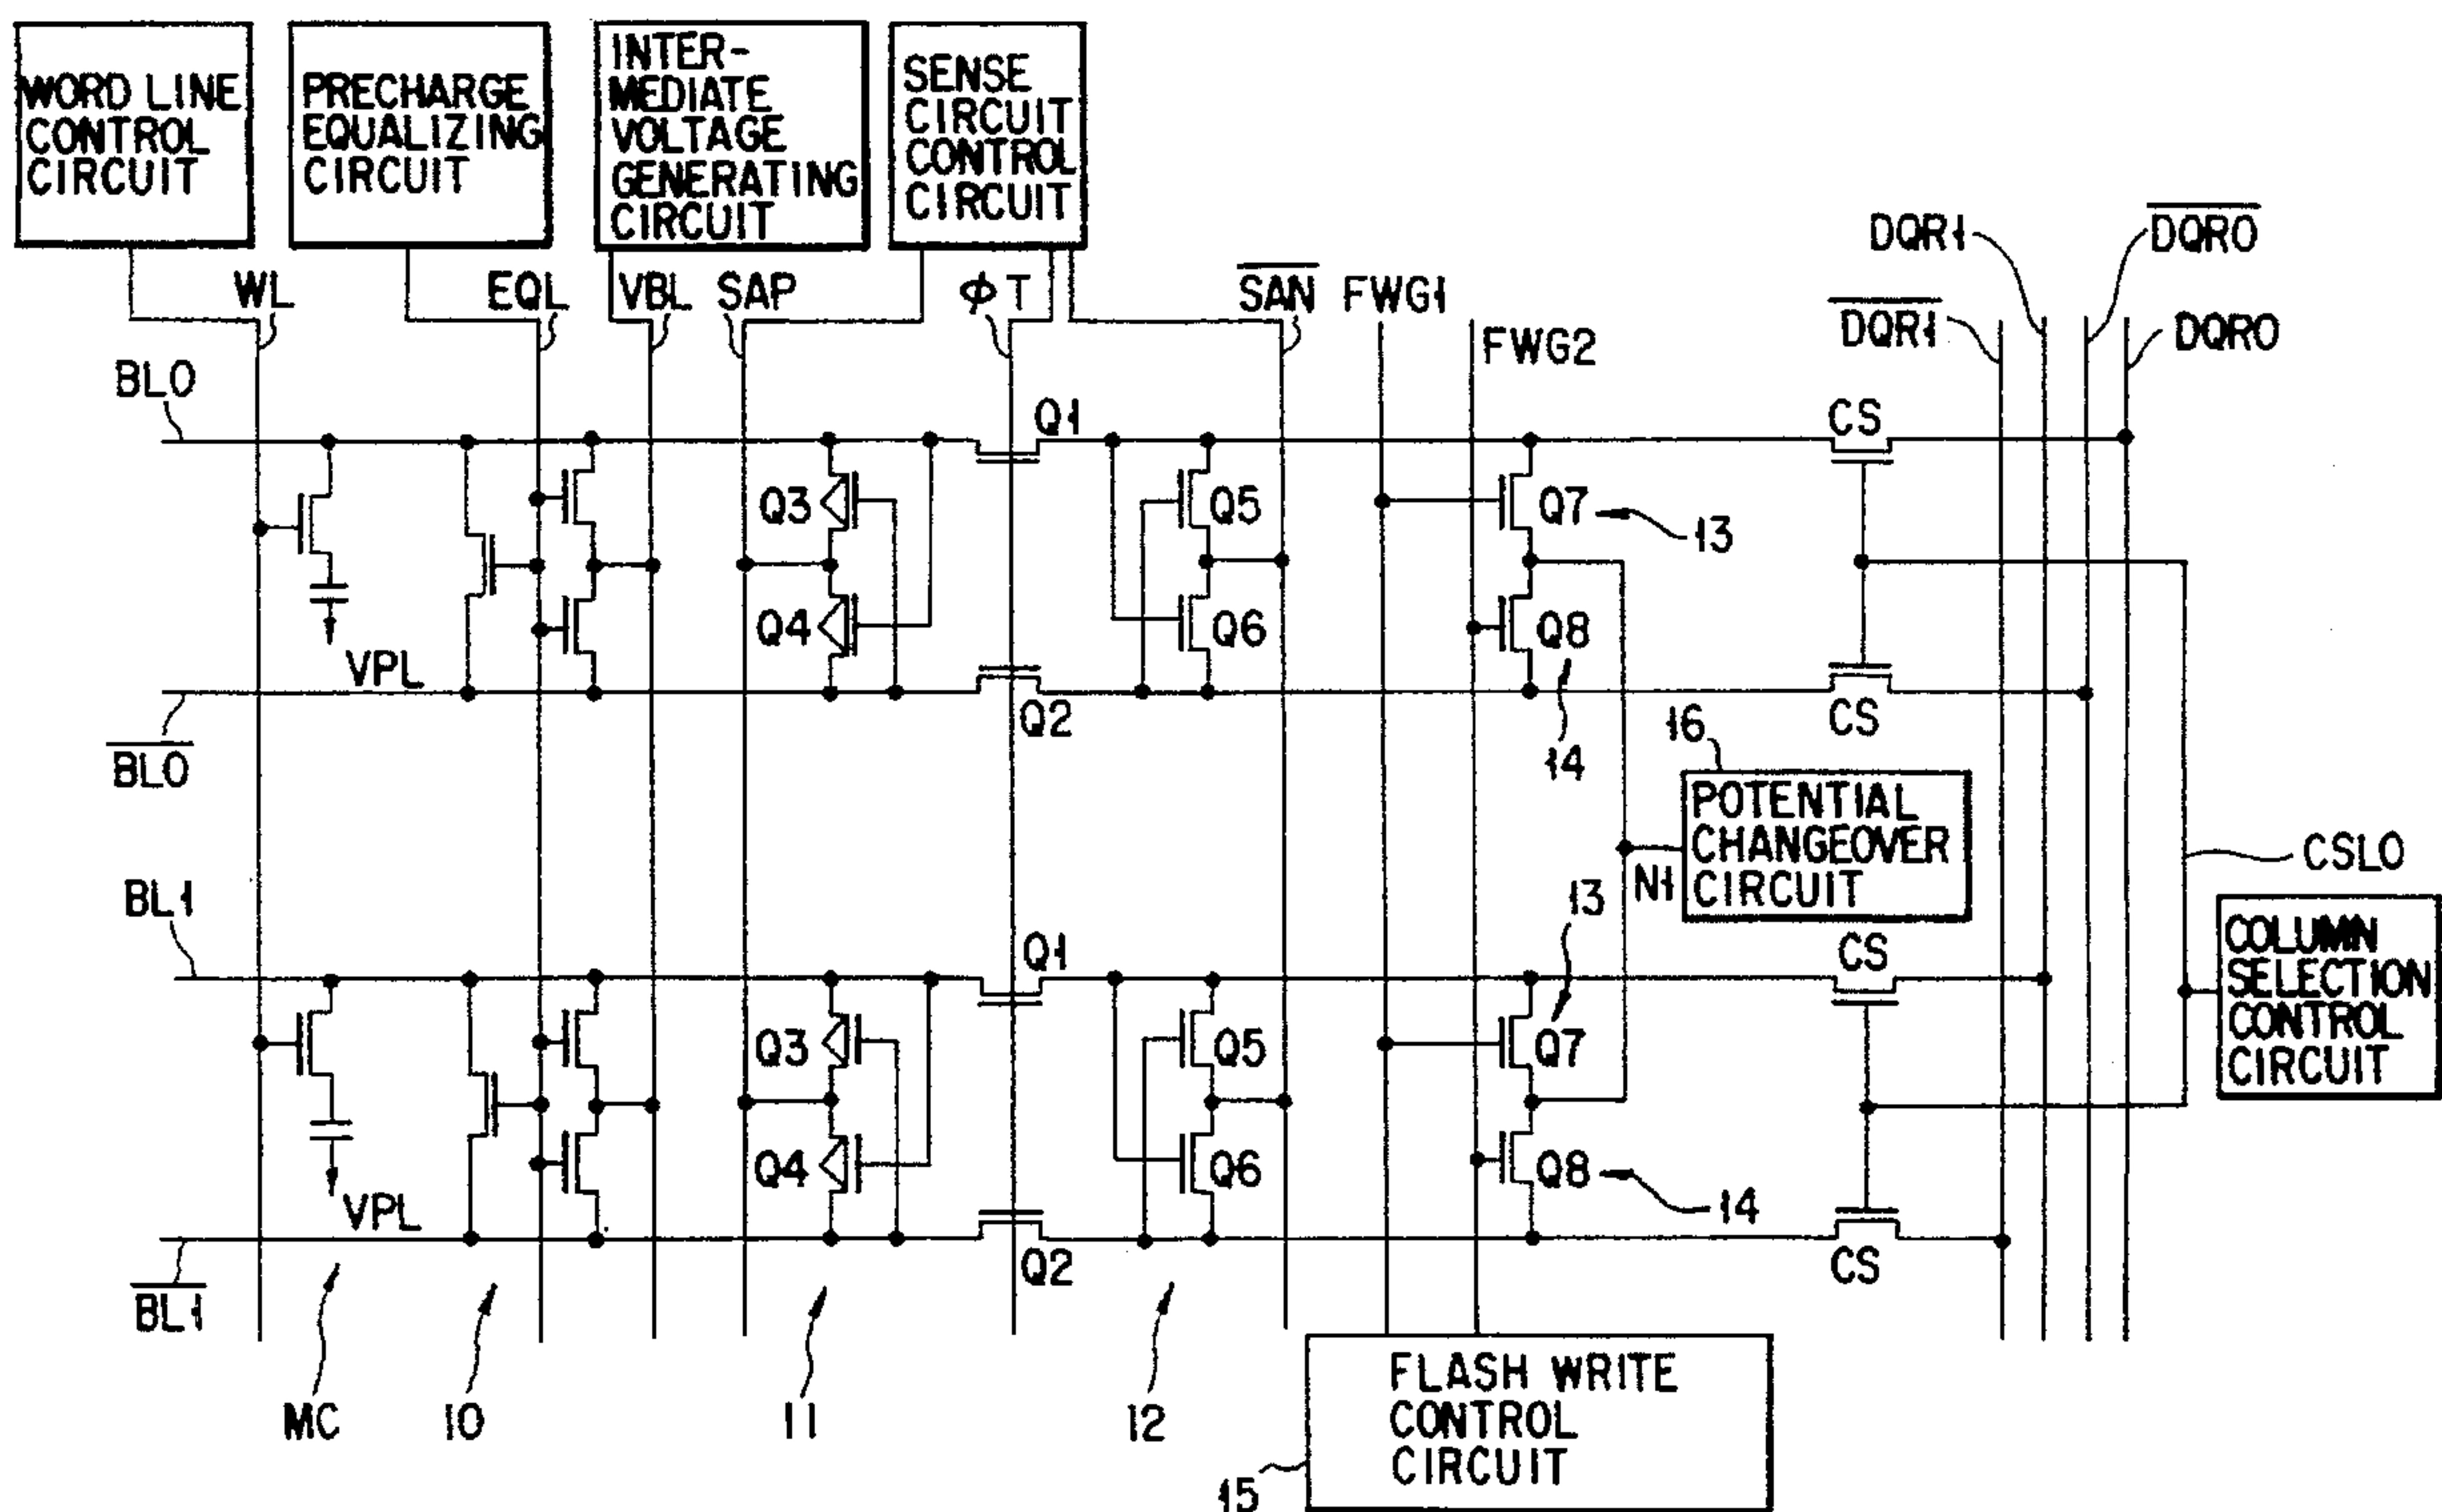 WORD LINE
CONTROL
CIRCUIT
PRECHARGE
EQUALIZING
CIRCUIT
INTER-
MEDIATE
VOLTAGE
GENERATING
CIRCUIT
SENSE
CIRCUIT
CONTROL
CIRCUIT
DQR1
DQR0
WL
EQL
VBL
SAP
ΦT
SAN
FWG1
FWG2
DQR1
DQR0
BL0
Q1
CS
Q3
Q5
Q7
13
Q4
Q6
Q8
VPL
BL0
Q2
14
CS
16
POTENTIAL
CHANGEOVER
CIRCUIT
N1
CSL0
BL1
Q1
13
CS
COLUMN
SELECTION
CONTROL
CIRCUIT
Q3
Q5
Q7
Q4
Q6
Q8
14
VPL
BL1
Q2
CS
MC
10
11
12
FLASH WRITE
CONTROL
CIRCUIT
15